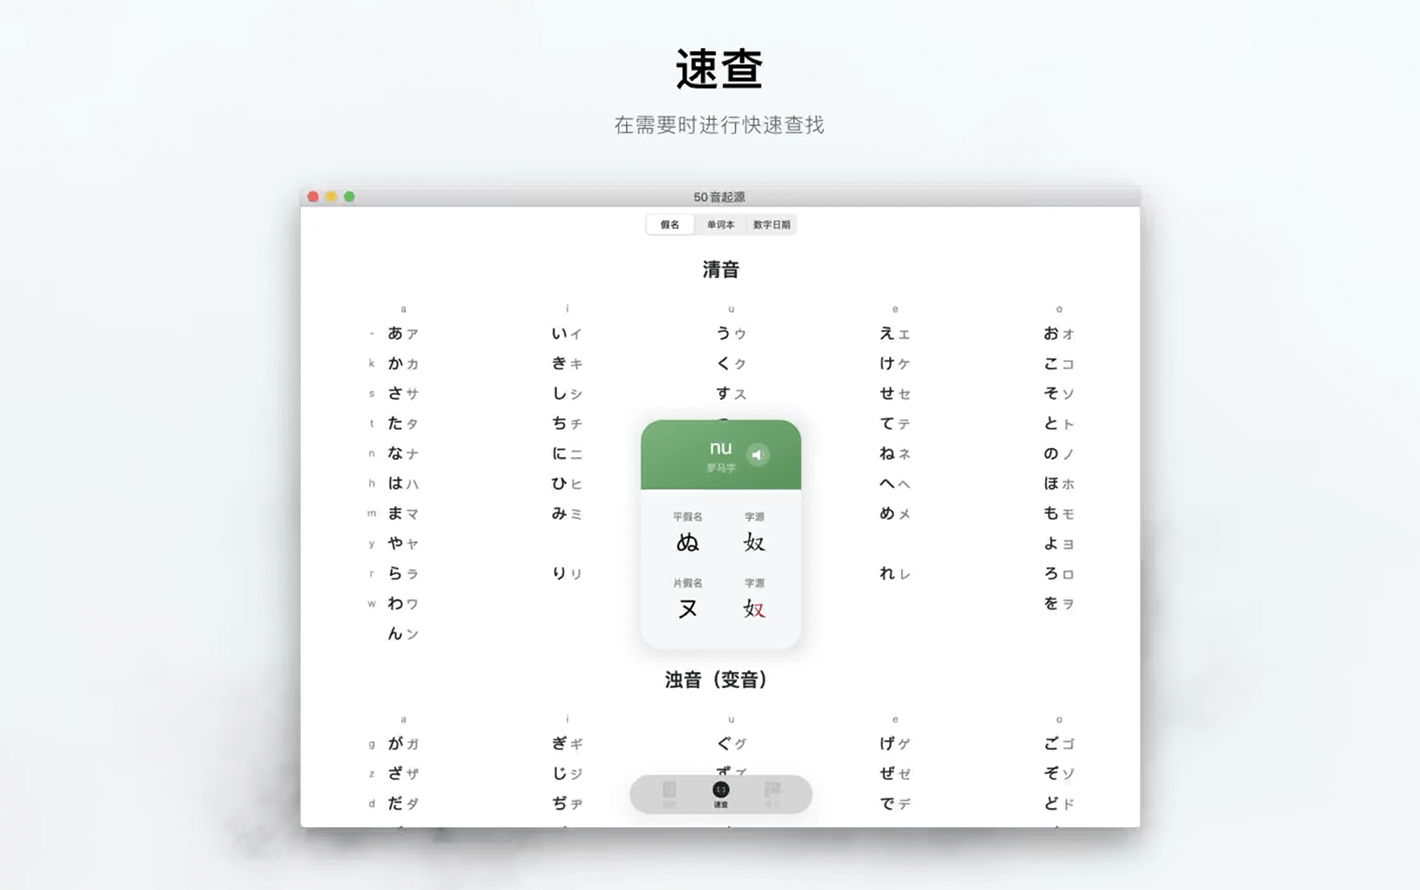 速查
在需要时进行快速查找
50音起源
假名 单词本 数字日期
清音
a i u e o
- あ ア い イ う ウ え エ お オ
k か カ き キ く ク け ケ こ コ
s さ サ し シ す ス せ セ そ ソ
t た タ ち チ て テ と ト
n な ナ に ニ ね ネ の ノ
h は ハ ひ ヒ へ ヘ ほ ホ
m ま マ み ミ め メ も モ
y や ヤ よ ヨ
r ら ラ り リ れ レ ろ ロ
w わ ワ を ヲ
ん ン
nu
罗马字
平假名 字源
ぬ 奴
片假名 字源
ヌ 奴
浊音（变音）
a i u e o
g が ガ ぎ ギ ぐ グ げ ゲ ご ゴ
z ざ ザ じ ジ ず ズ ぜ ゼ ぞ ゾ
d だ ダ ぢ ヂ で デ ど ド
速查